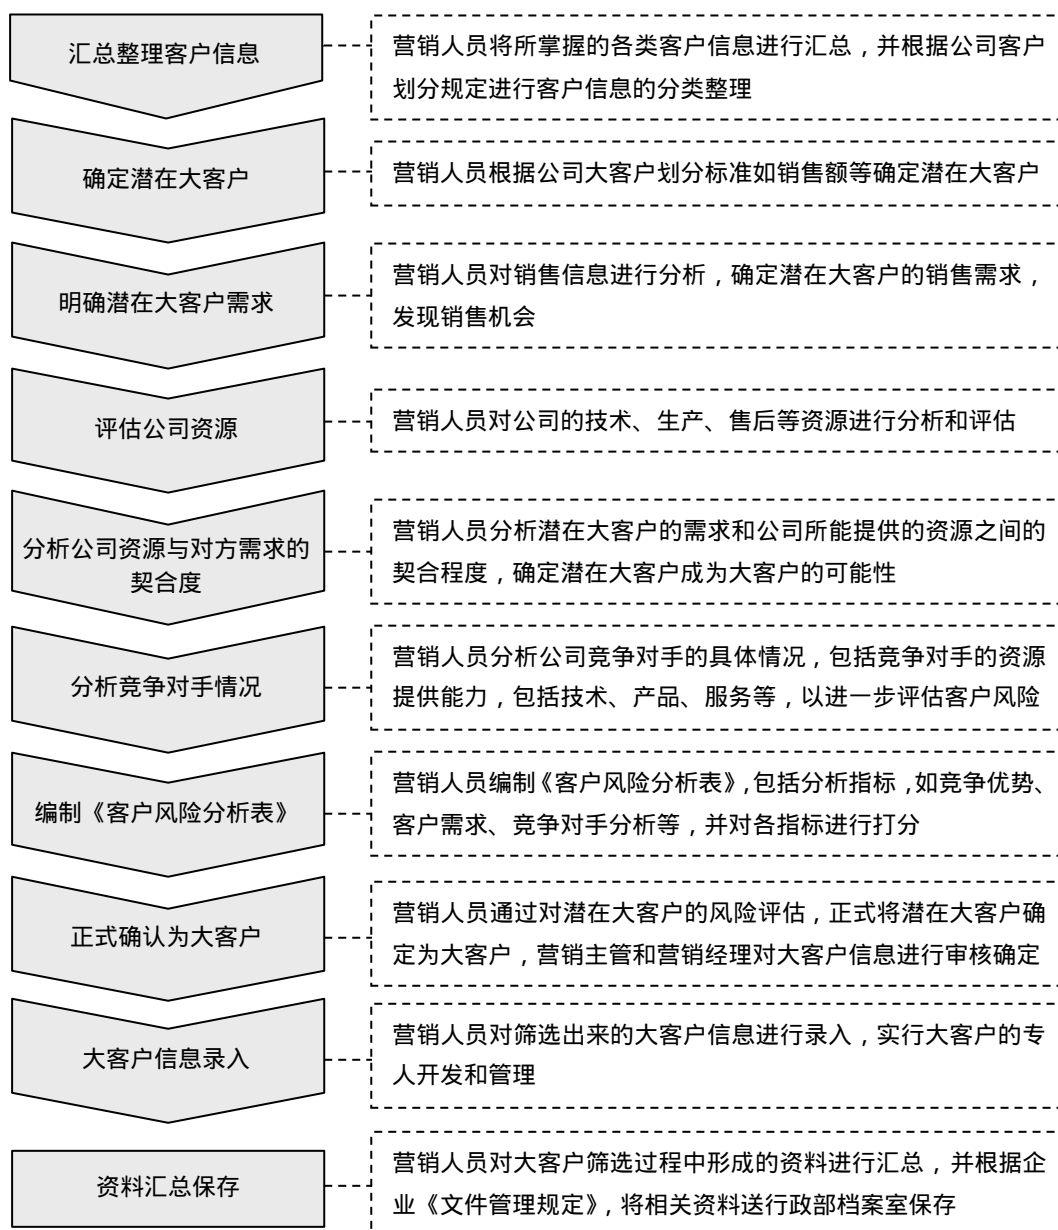 汇总整理客户信息
营销人员将所掌握的各类客户信息进行汇总，并根据公司客户
划分规定进行客户信息的分类整理
确定潜在大客户
营销人员根据公司大客户划分标准如销售额等确定潜在大客户
明确潜在大客户需求
营销人员对销售信息进行分析，确定潜在大客户的销售需求，
发现销售机会
评估公司资源
营销人员对公司的技术、生产、售后等资源进行分析和评估
分析公司资源与对方需求的
契合度
营销人员分析潜在大客户的需求和公司所能提供的资源之间的
契合程度，确定潜在大客户成为大客户的可能性
分析竞争对手情况
营销人员分析公司竞争对手的具体情况，包括竞争对手的资源
提供能力，包括技术、产品、服务等，以进一步评估客户风险
编制《客户风险分析表》
营销人员编制《客户风险分析表》，包括分析指标，如竞争优势、
客户需求、竞争对手分析等，并对各指标进行打分
正式确认为大客户
营销人员通过对潜在大客户的风险评估，正式将潜在大客户确
定为大客户，营销主管和营销经理对大客户信息进行审核确定
大客户信息录入
营销人员对筛选出来的大客户信息进行录入，实行大客户的专
人开发和管理
资料汇总保存
营销人员对大客户筛选过程中形成的资料进行汇总，并根据企
业《文件管理规定》，将相关资料送行政部档案室保存